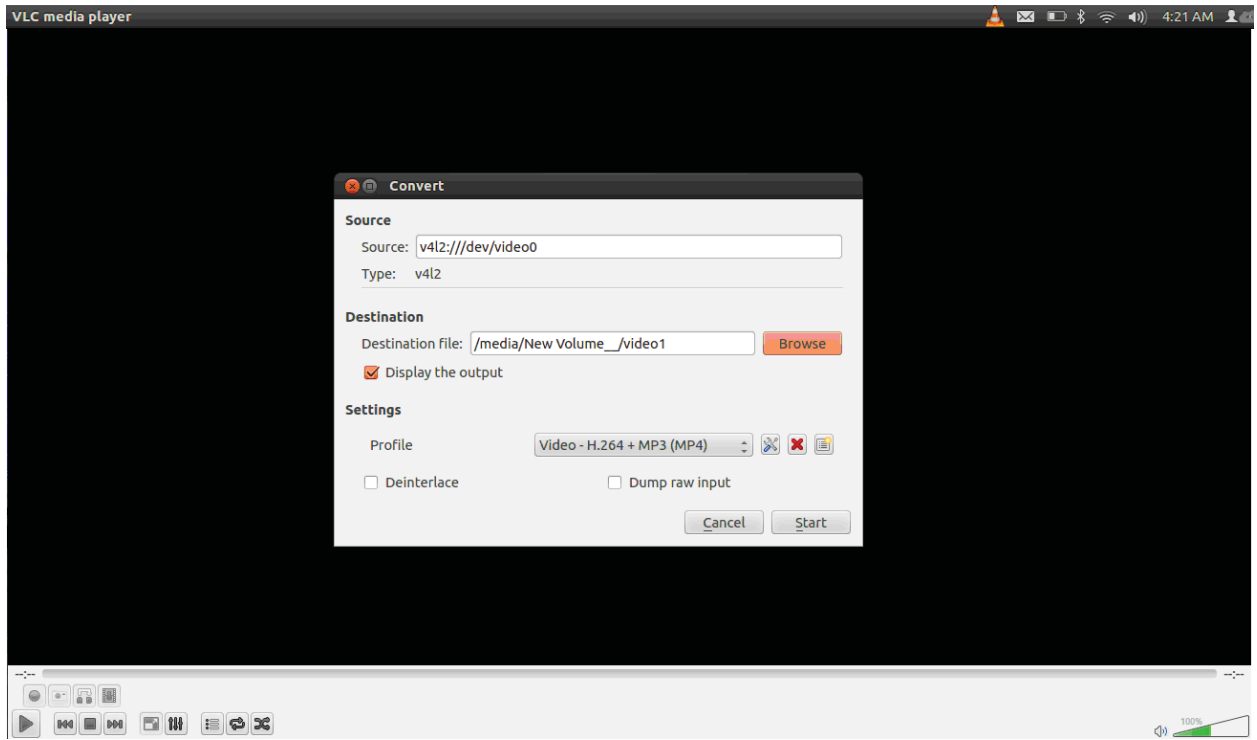 VLC media player 4:21 AM
Convert
Source
Source: v4l2:///dev/video0
Type: v4l2
Destination
Destination file: /media/New Volume__/video1 Browse
Display the output
Settings
Profile Video - H.264 + MP3 (MP4)
Deinterlace Dump raw input
Cancel Start
--:-- --:--
100%